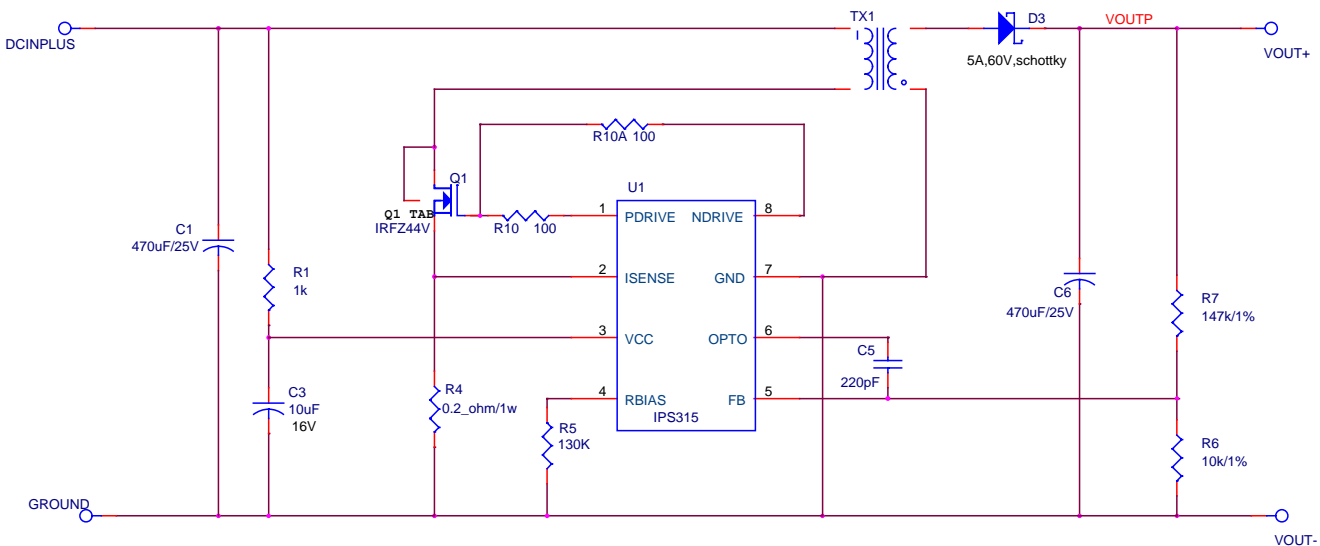 TX1
D3
VOUTP
DCINPLUS
VOUT+
5A,60V,schottky
R10A 100
Q1
U1
Q1 TAB
IRFZ44V
R10 100
1
PDRIVE
NDRIVE
8
C1
470uF/25V
R1
1k
2
ISENSE
GND
7
C6
470uF/25V
R7
147k/1%
3
VCC
OPTO
6
C5
220pF
C3
10uF
16V
R4
0.2_ohm/1w
4
RBIAS
FB
5
IPS315
R5
130K
R6
10k/1%
GROUND
VOUT-